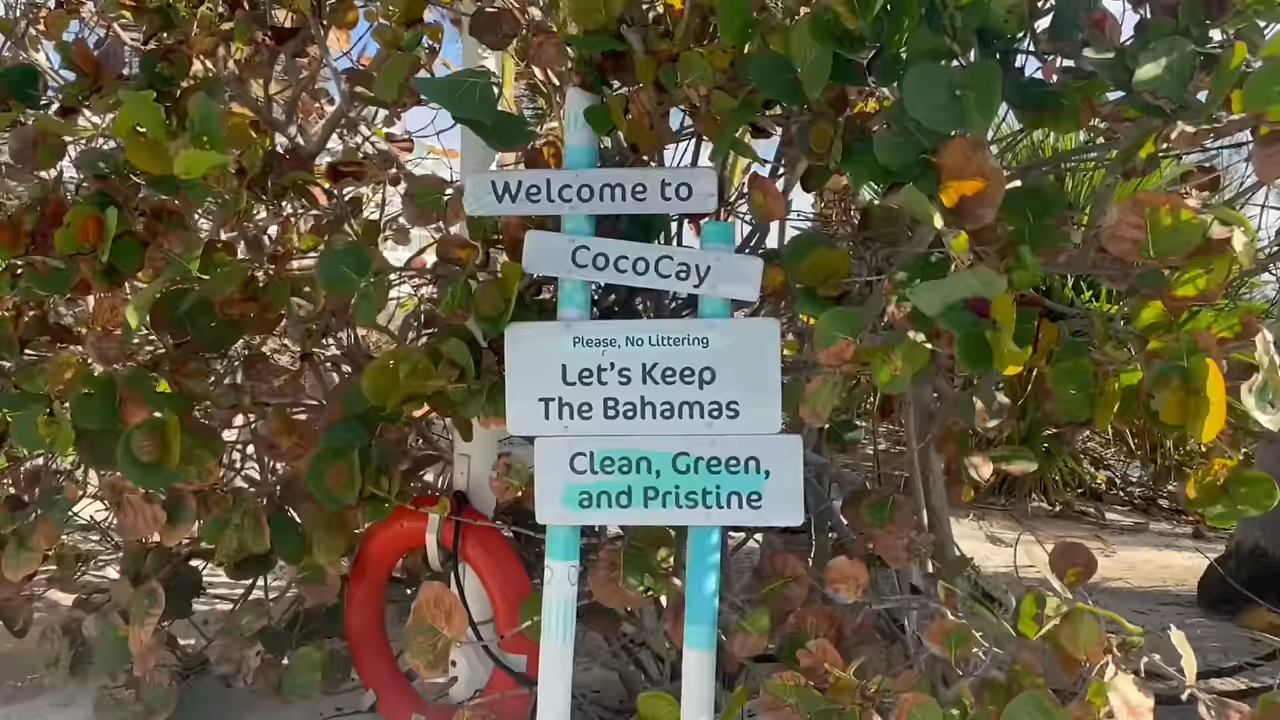 Welcome to
CocoCay
Please, No Littering
Let's Keep
The Bahamas
Clean, Green,
and Pristine